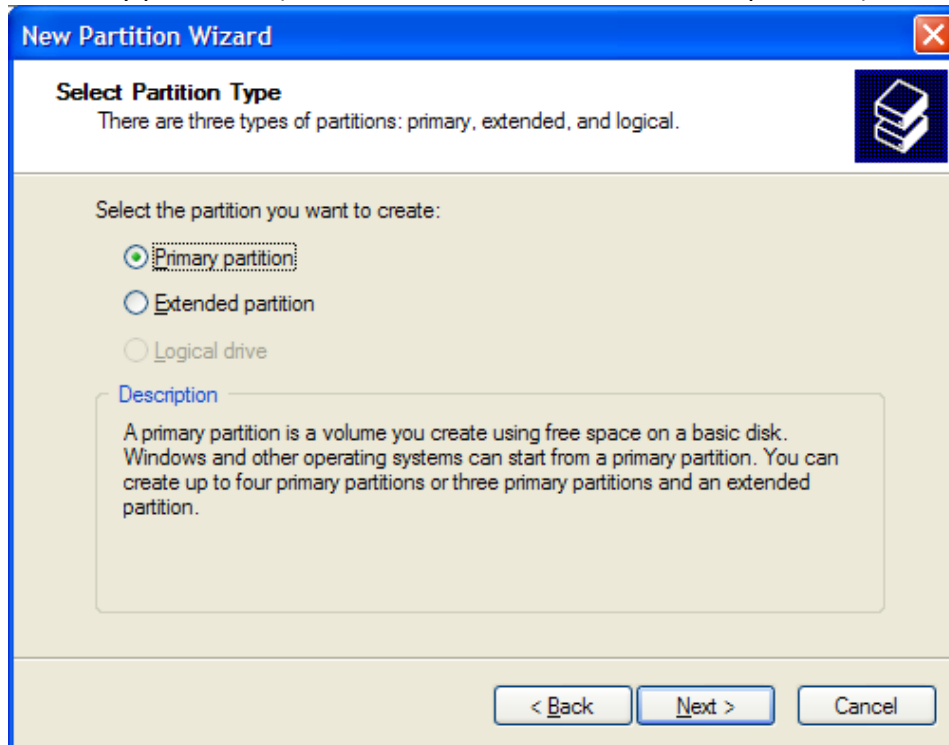 New Partition Wizard
Select Partition Type
There are three types of partitions: primary, extended, and logical.
Select the partition you want to create:
Primary partition
Extended partition
Logical drive
Description
A primary partition is a volume you create using free space on a basic disk.
Windows and other operating systems can start from a primary partition. You can
create up to four primary partitions or three primary partitions and an extended
partition.
< Back
Next >
Cancel